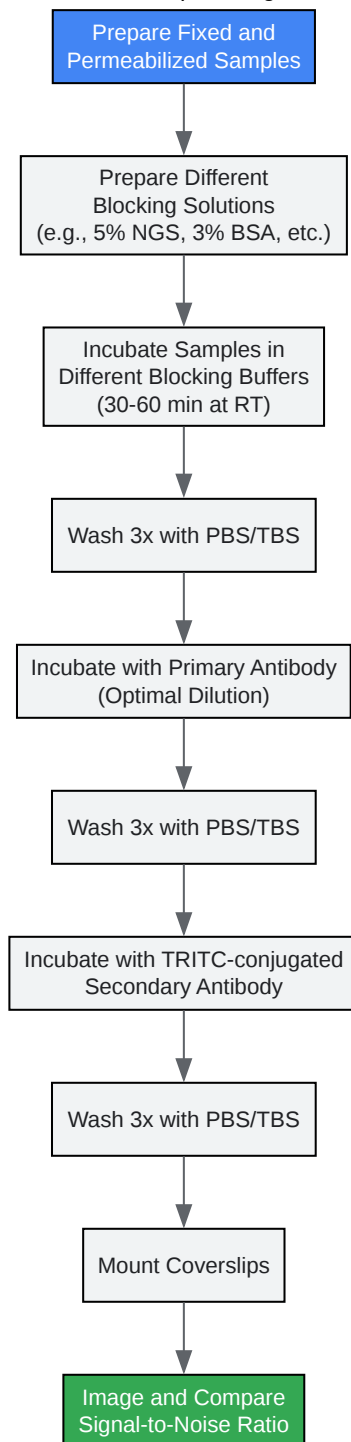 Prepare Fixed and
Permeabilized Samples
Prepare Different
Blocking Solutions
(e.g., 5% NGS, 3% BSA, etc.)
Incubate Samples in
Different Blocking Buffers
(30-60 min at RT)
Wash 3x with PBS/TBS
Incubate with Primary Antibody
(Optimal Dilution)
Wash 3x with PBS/TBS
Incubate with TRITC-conjugated
Secondary Antibody
Wash 3x with PBS/TBS
Mount Coverslips
Image and Compare
Signal-to-Noise Ratio